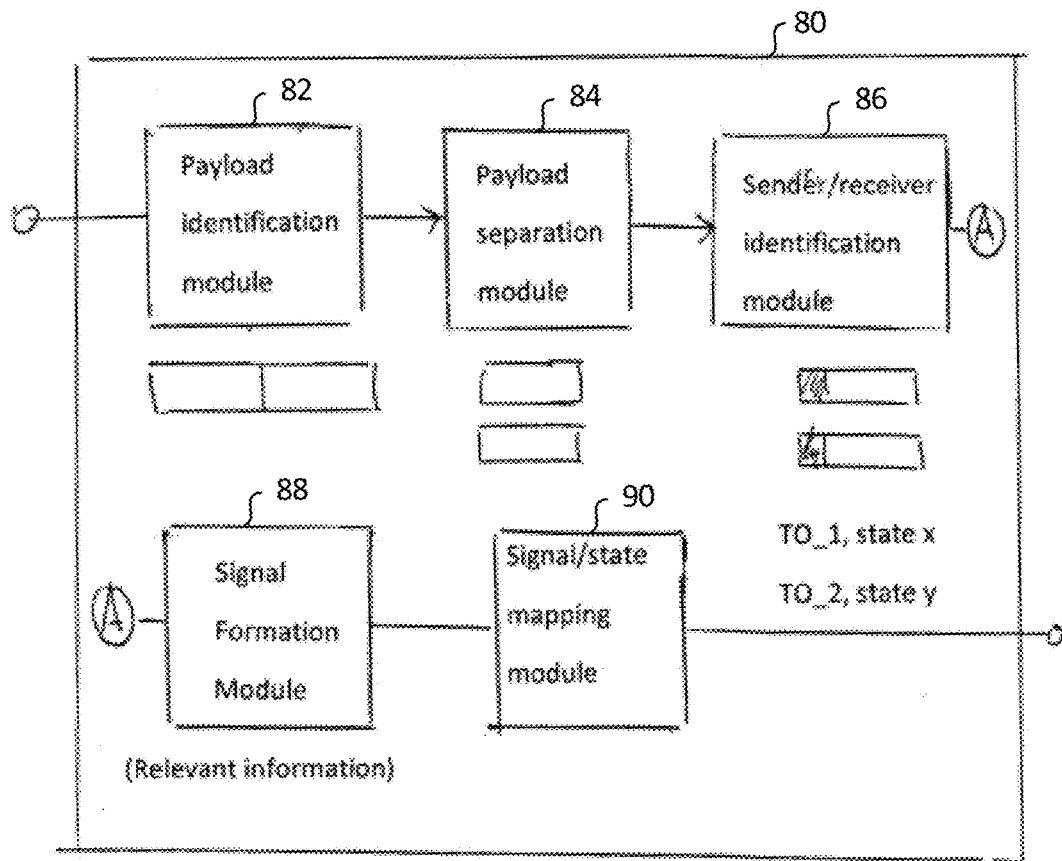 80
82
84
86
Payload
identification
module
Payload
separation
module
Sender/receiver
identification
module
A
88
90
A
Signal
Formation
Module
Signal/state
mapping
module
TO_1, state x
TO_2, state y
(Relevant information)